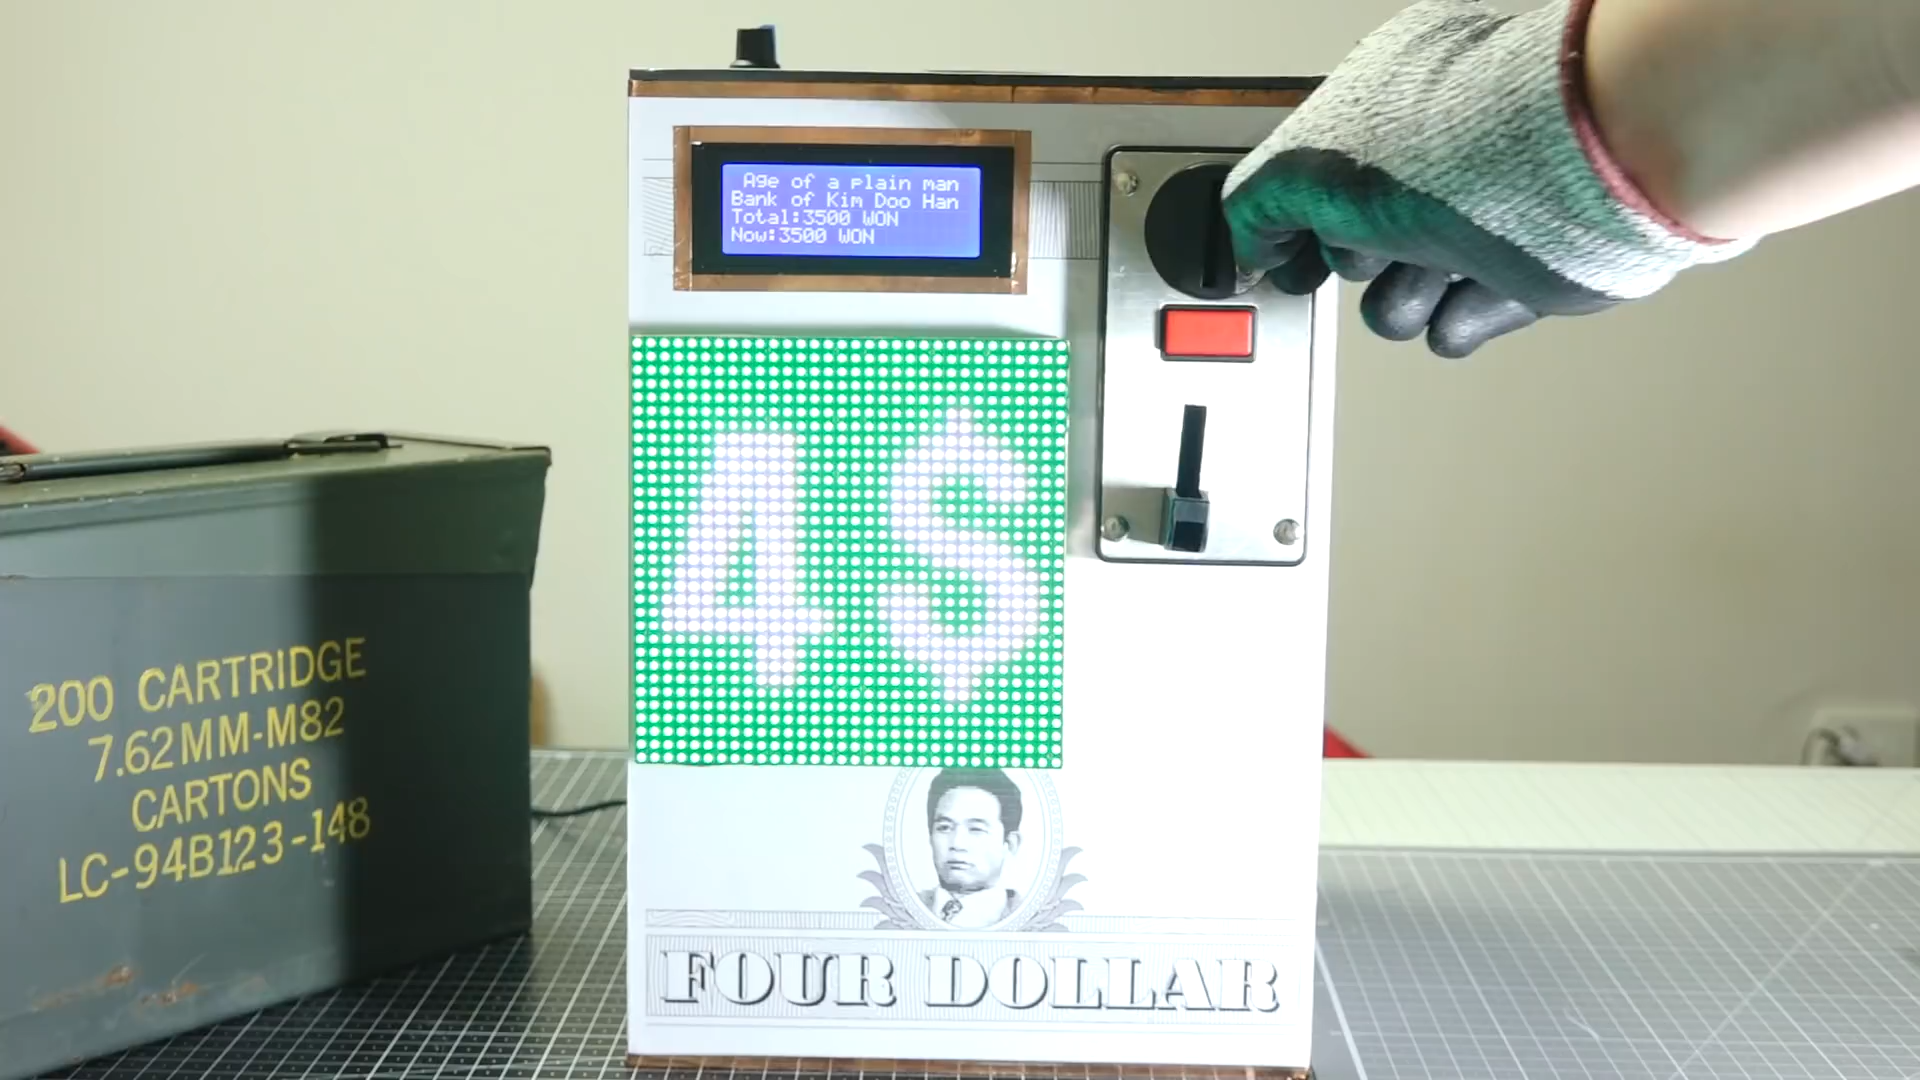 Age of a plain man
Bank of Kim Doo Han
Total:3500 WON
Now:3500 WON
4$
FOUR DOLLAR
200 CARTRIDGE
7.62MM-M82
CARTONS
LC-94B123-148